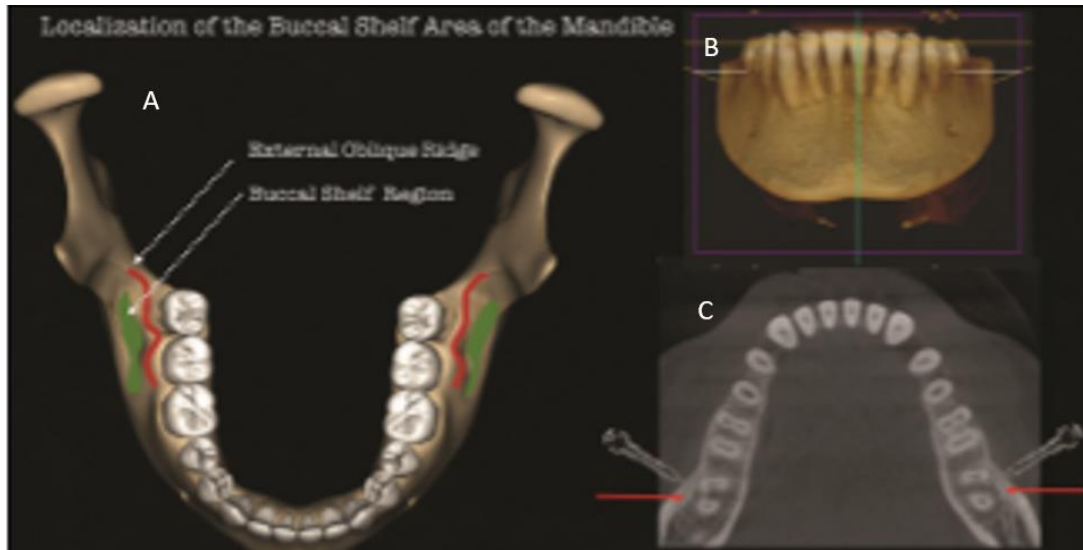 Localization of the Buccal Shelf Area of the Mandible
A
External Oblique Ridge
Buccal Shelf Region
B
C